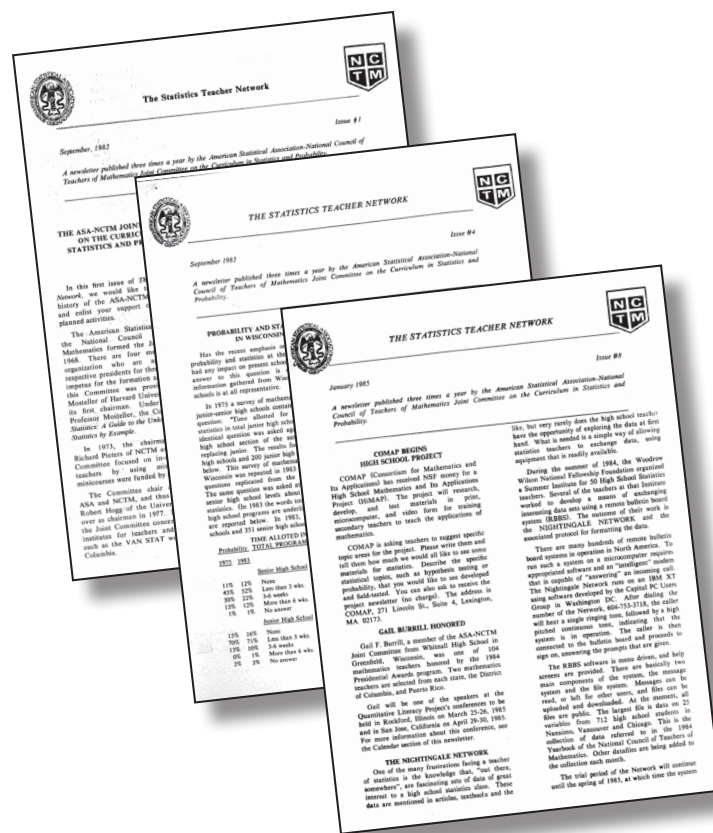 The Statistics Teacher Network
NCTM
September, 1982
Issue #1
A newsletter published three times a year by the American Statistical Association-National Council of
Teachers of Mathematics Joint Committee on the Curriculum in Statistics and Probability.
THE ASA-NCTM JOINT
ON THE CURRIC
STATISTICS AND PR
In this first issue of Th
Network, we would like t
history of the ASA-NCTM
and enlist your support o
planned activities.
The American Statistica
the National Council
Mathematics formed the J
1968. There are four me
organization who are a
respective presidents for thr
impetus for the formation a
this Committee was prov
Mosteller of Harvard Univer
its first chairman. Under
Professor Mosteller, the Co
Statistics: A Guide to the Unkn
Statistics by Example.
In 1973, the chairma
Richard Pieters of NCTM a
Committee focused on in-
teachers by using min
minicourses were funded by
The Committee chair
ASA and NCTM, and thus
Robert Hogg of the Univer
over as chairman in 1977.
the Joint Committee concen
institutes for teachers and
such as the VAN STAT w
Columbia.
THE STATISTICS TEACHER NETWORK
NCTM
September 1983
Issue #4
A newsletter published three times a year by the American Statistical Association-National
Council of Teachers of Mathematics Joint Committee on the Curriculum in Statistics and
Probability.
PROBABILITY AND STA
IN WISCONSIN
Has the recent emphasis o
probability and statistics at the
had any impact on present schoo
answer to this question is
information gathered from Wisc
schools is at all representative.
In 1975 a survey of mathema
junior-senior high schools contain
question: "Time allotted for
statistics in total junior high scho
identical question was asked ag
high school section of the su
replacing junior. The results for
high schools and 200 junior high
below. This survey of mathemat
Wisconsin was repeated in 1983
questions replicated from the
The same question was asked a
senior high school levels about
statistics. (In 1983 the words tot
high school programs are underli
are reported below. In 1983,
schools and 351 senior high schoo
TIME ALLOTED IN
Probability TOTAL PROGRAM
1975 1983
Senior High School
11% 12% None
45% 52% Less than 3 wks.
30% 22% 3-6 weeks
13% 12% More than 6 wks.
1% 1% No answer
Junior High School
15% 16% None
70% 71% Less than 3 wks.
13% 10% 3-6 weeks
0% 1% More than 6 wks.
2% 2% No answer
THE STATISTICS TEACHER NETWORK
NCTM
January 1985
Issue #8
A newsletter published three times a year by the American Statistical Association-National
Council of Teachers of Mathematics Joint Committee on the Curriculum in Statistics and
Probability.
COMAP BEGINS
HIGH SCHOOL PROJECT
COMAP (Consortium for Mathematics and
Its Applications) has received NSF money for a
High School Mathematics and Its Applications
Project (HiMAP). The project will research,
develop, and test materials in print,
microcomputer, and video form for training
secondary teachers to teach the applications of
mathematics.
COMAP is asking teachers to suggest specific
topic areas for the project. Please write them and
tell them how much we would all like to see some
materials for statistics. Describe the specific
statistical topics, such as hypothesis testing or
probability, that you would like to see developed
and field-tested. You can also ask to receive the
project newsletter (no charge). The address is
COMAP, 271 Lincoln St., Suite 4, Lexington,
MA 02173.
GAIL BURRILL HONORED
Gail F. Burrill, a member of the ASA-NCTM
Joint Committee from Whitnall High School in
Greenfield, Wisconsin, was one of 104
mathematics teachers honored by the 1984
Presidential Awards program. Two mathematics
teachers are selected from each state, the District
of Columbia, and Puerto Rico.
Gail will be one of the speakers at the
Quantitative Literacy Project's conferences to be
held in Rockford, Illinois on March 25-26, 1985
and in San Jose, California on April 29-30, 1985.
For more information about this conference, see
the Calendar section of this newsletter.
THE NIGHTINGALE NETWORK
One of the many frustrations facing a teacher
of statistics is the knowledge that, "out there,
somewhere", are fascinating sets of data of great
interest to a high school statistics class. These
data are mentioned in articles, textbooks and the
like, but very rarely does the high school teacher
have the opportunity of exploring the data at first
hand. What is needed is a simple way of allowing
statistics teachers to exchange data, using
equipment that is readily available.
During the summer of 1984, the Woodrow
Wilson National Fellowship Foundation organized
a Summer Institute for 50 High School Statistics
teachers. Several of the teachers at that Institute
worked to develop a means of exchanging
interesting data sets using a remote bulletin board
system (RBBS). The outcome of their work is
the NIGHTINGALE NETWORK and the
associated protocol for formatting the data.
There are many hundreds of remote bulletin
board systems in operation in North America. To
run such a system on a microcomputer requires
appropriated software and an "intelligent" modem
that is capable of "answering" an incoming call.
The Nightingale Network runs on an IBM XT
using software developed by the Capital PC Users
Group in Washington DC. After dialing the
number of the Network, 604-753-3718, the caller
will hear a single ringing tone, followed by a high
pitched continuous tone, indicating that the
system is in operation. The caller is then
connected to the bulletin board and proceeds to
sign on, answering the prompts that are given.
The RBBS software is menu driven, and help
screens are provided. There are basically two
main components of the system, the message
system and the file system. Messages can be
read, or left for other users, and files can be
uploaded and downloaded. At the moment, all
files are public. The largest file is data on 25
variables from 712 high school students in
Nanaimo, Vancouver and Chicago. This is the
collection of data referred to in the 1984
Yearbook of the National Council of Teachers of
Mathematics. Other datafiles are being added to
the collection each month.
The trial period of the Network will continue
until the spring of 1985, at which time the system